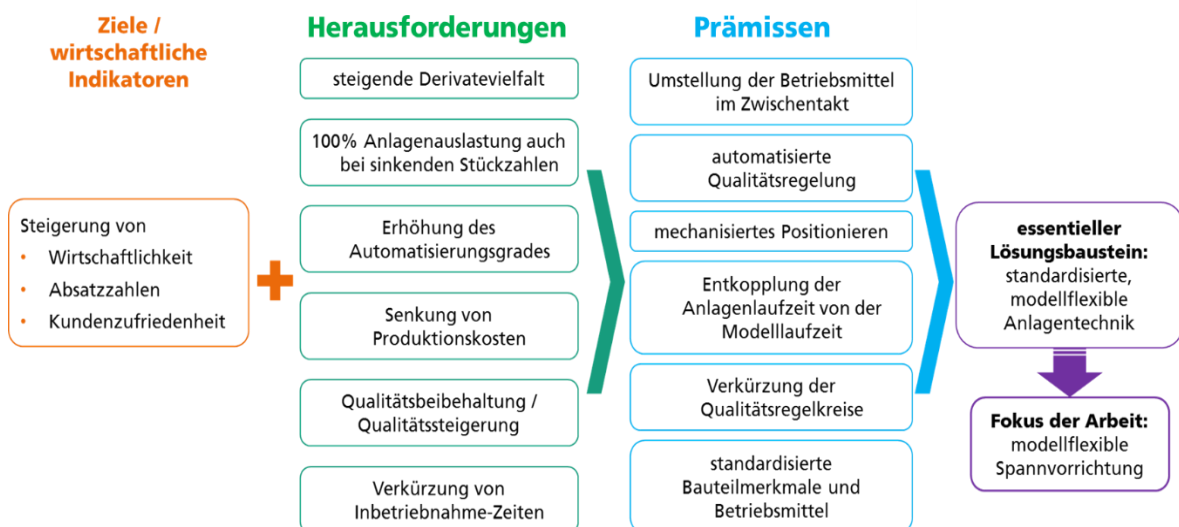 Ziele /
wirtschaftliche
Indikatoren
Steigerung von
• Wirtschaftlichkeit
• Absatzzahlen
• Kundenzufriedenheit
Herausforderungen
steigende Derivatevielfalt
100% Anlagenauslastung auch
bei sinkenden Stückzahlen
Erhöhung des
Automatisierungsgrades
Senkung von
Produktionskosten
Qualitätsbeibehaltung /
Qualitätssteigerung
Verkürzung von
Inbetriebnahme-Zeiten
Prämissen
Umstellung der Betriebsmittel
im Zwischentakt
automatisierte
Qualitätsregelung
mechanisiertes Positionieren
Entkopplung der
Anlagenlaufzeit von der
Modelllaufzeit
Verkürzung der
Qualitätsregelkreise
standardisierte
Bauteilmerkmale und
Betriebsmittel
essentieller
Lösungsbaustein:
standardisierte,
modellflexible
Anlagentechnik
Fokus der Arbeit:
modellflexible
Spannvorrichtung